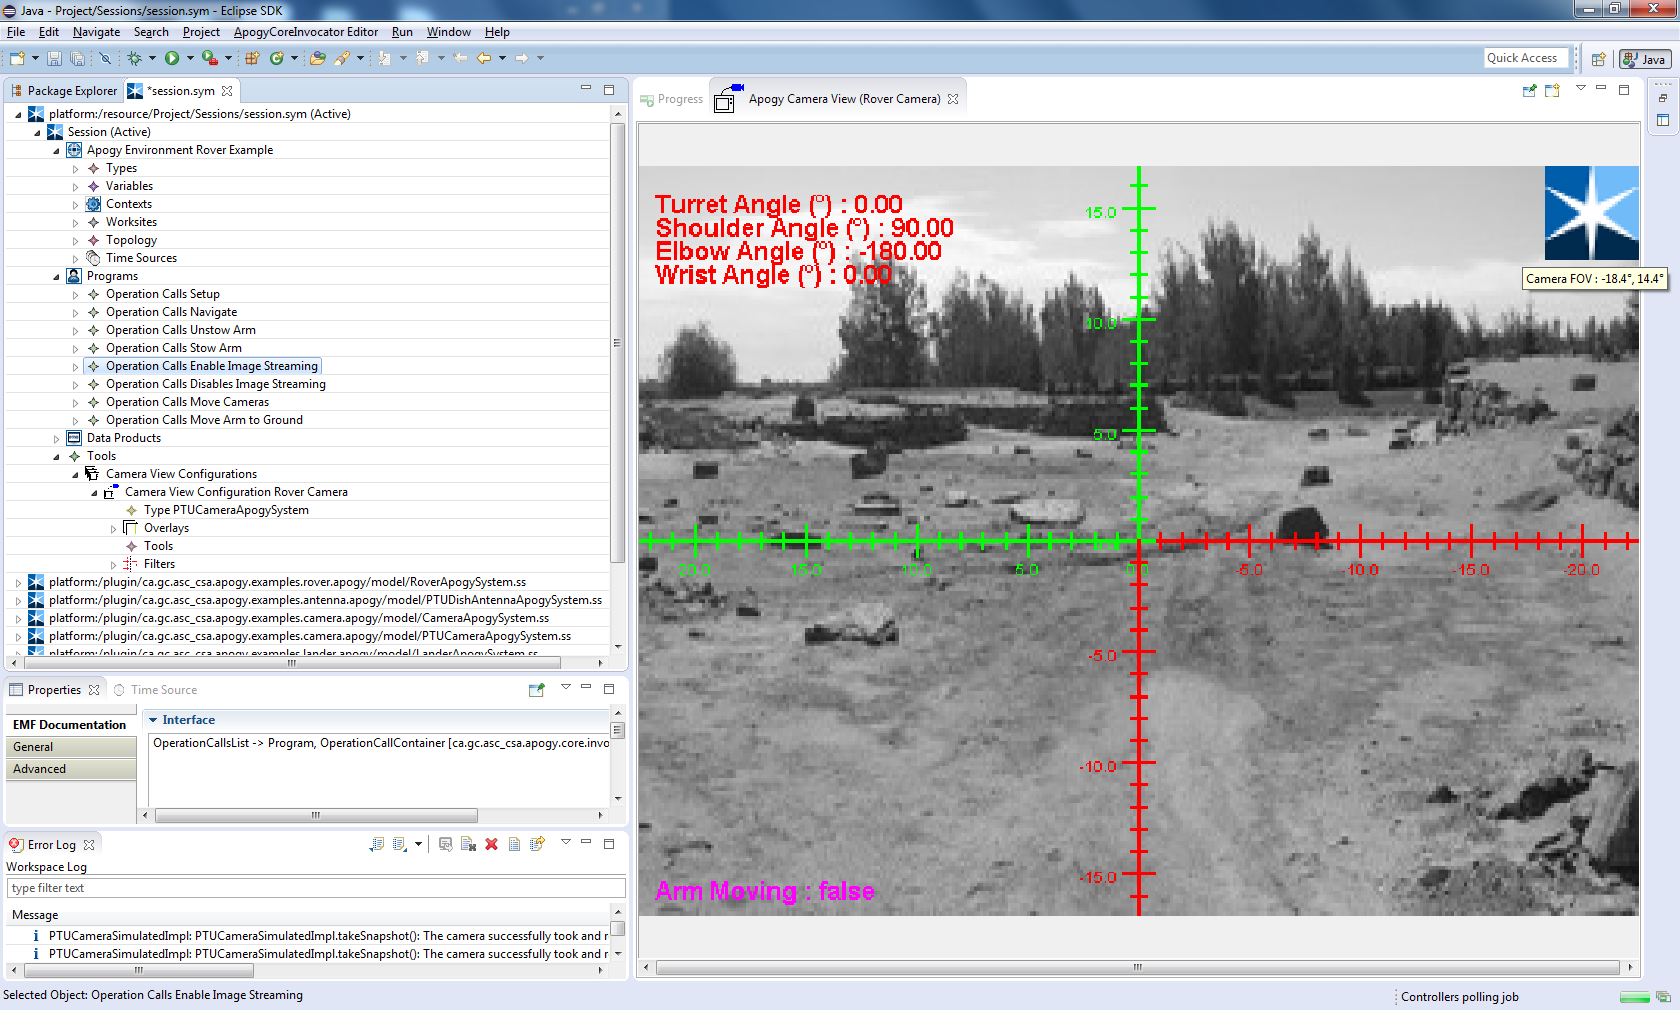 Java - Project/Sessions/session.sym - Eclipse SDK
File Edit Navigate Search Project ApogyCoreInvocator Editor Run Window Help
Quick Access
Java
Package Explorer *session.sym
platform:/resource/Project/Sessions/session.sym (Active)
Session (Active)
Apogy Environment Rover Example
Types
Variables
Contexts
Worksites
Topology
Time Sources
Programs
Operation Calls Setup
Operation Calls Navigate
Operation Calls Unstow Arm
Operation Calls Stow Arm
Operation Calls Enable Image Streaming
Operation Calls Disables Image Streaming
Operation Calls Move Cameras
Operation Calls Move Arm to Ground
Data Products
Tools
Camera View Configurations
Camera View Configuration Rover Camera
Type PTUCameraApogySystem
Overlays
Tools
Filters
platform:/plugin/ca.gc.asc_csa.apogy.examples.rover.apogy/model/RoverApogySystem.ss
platform:/plugin/ca.gc.asc_csa.apogy.examples.antenna.apogy/model/PTUDishAntennaApogySystem.ss
platform:/plugin/ca.gc.asc_csa.apogy.examples.camera.apogy/model/CameraApogySystem.ss
platform:/plugin/ca.gc.asc_csa.apogy.examples.camera.apogy/model/PTUCameraApogySystem.ss
platform:/plugin/ca.gc.asc_csa.apogy.examples.lander.apogy/model/LanderApogySystem.ss
Properties Time Source
EMF Documentation
General
Advanced
Interface
OperationCallsList -> Program, OperationCallContainer [ca.gc.asc_csa.apogy.core.invo
Error Log
Workspace Log
type filter text
Message
PTUCameraSimulatedImpl: PTUCameraSimulatedImpl.takeSnapshot(): The camera successfully took and r
PTUCameraSimulatedImpl: PTUCameraSimulatedImpl.takeSnapshot(): The camera successfully took and r
Progress Apogy Camera View (Rover Camera)
Turret Angle (°) : 0.00
Shoulder Angle (°) : 90.00
Elbow Angle (°) : -180.00
Wrist Angle (°) : 0.00
Camera FOV : -18.4°, 14.4°
15.0
10.0
5.0
20.0 15.0 10.0 5.0 -5.0 -10.0 -15.0 -20.0
-5.0
-10.0
-15.0
Arm Moving : false
Selected Object: Operation Calls Enable Image Streaming
Controllers polling job